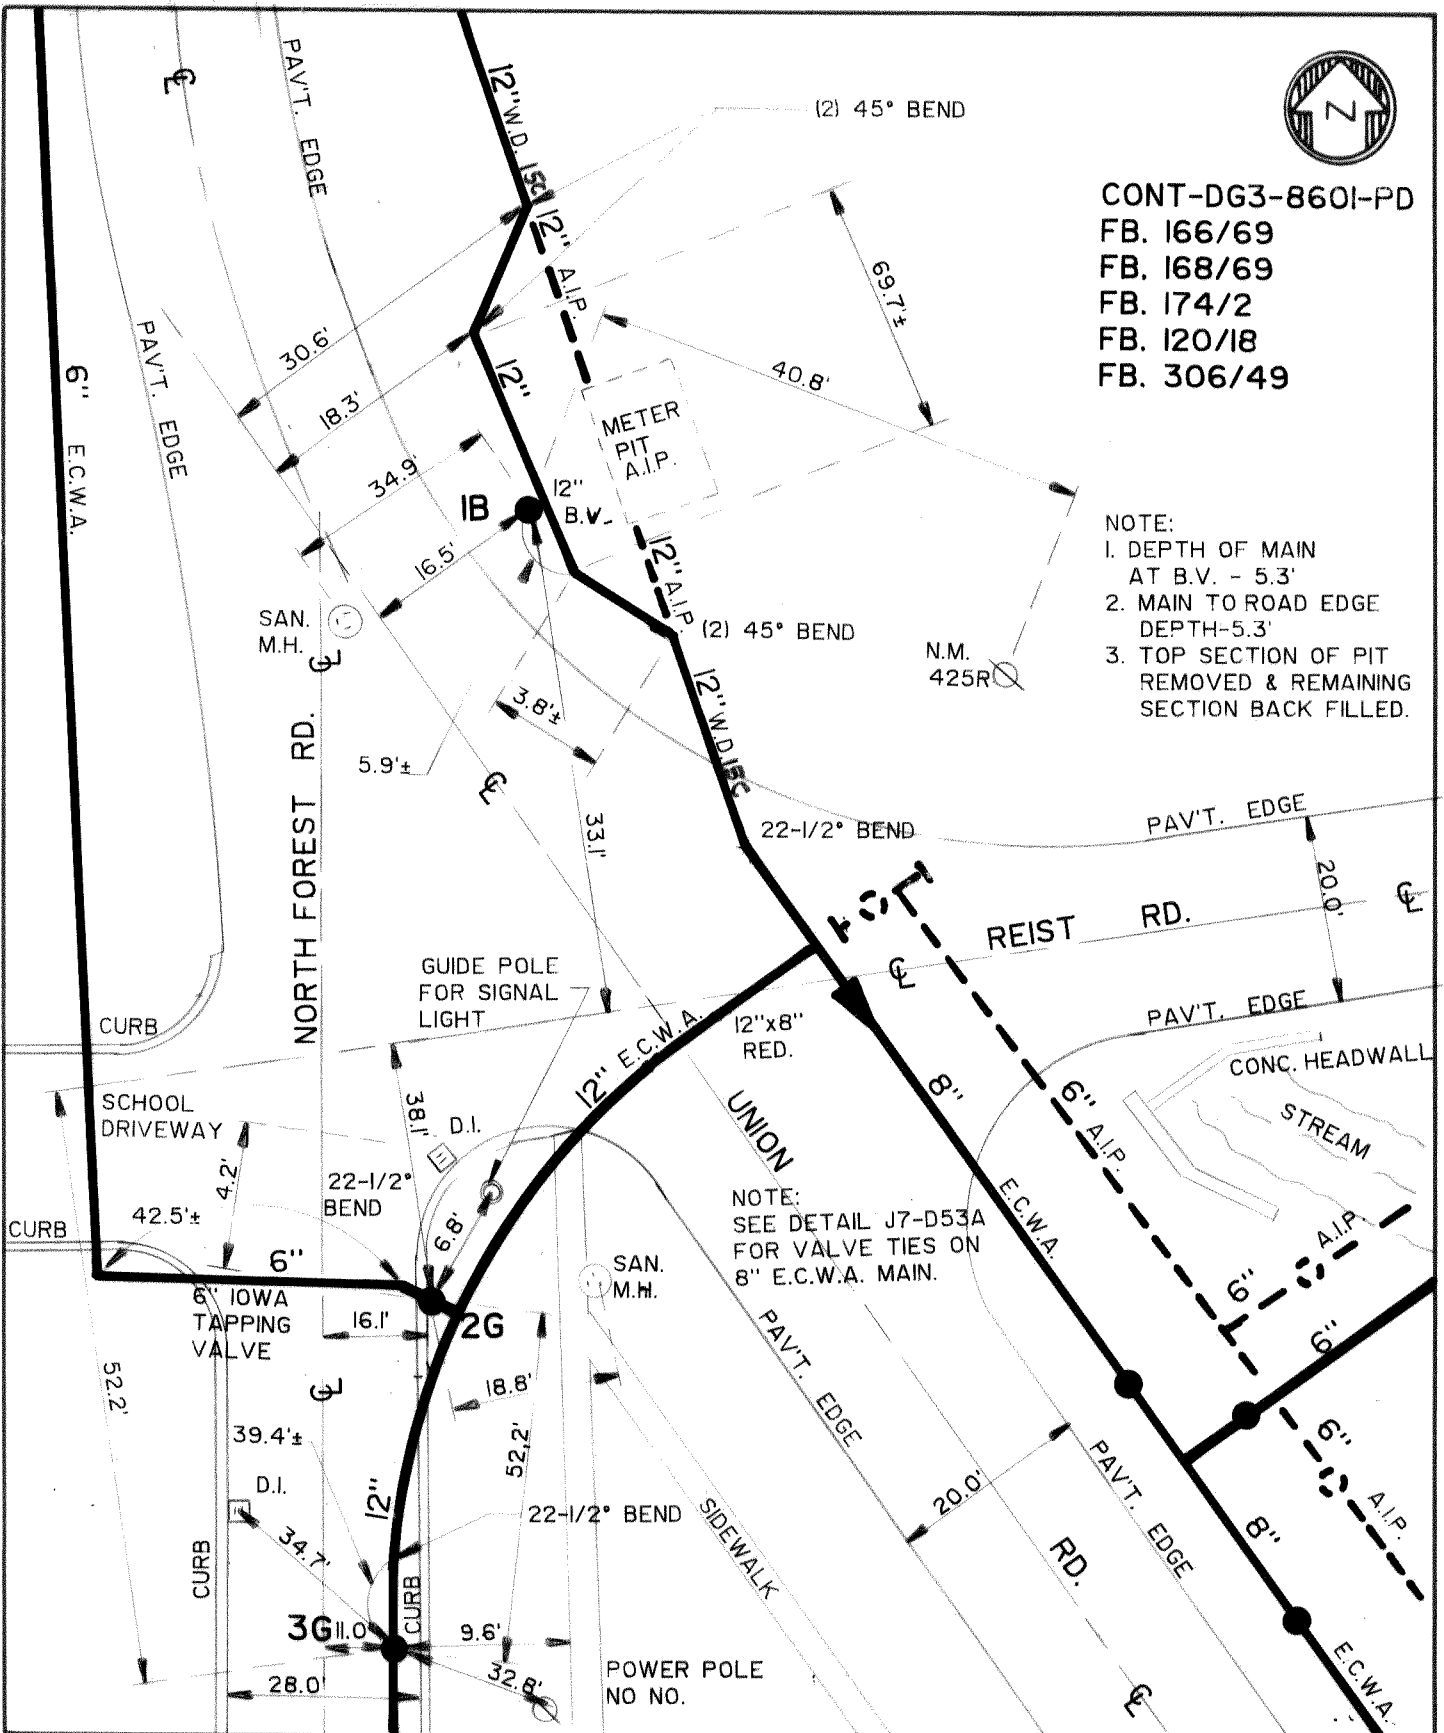 (2) 45° BEND
N
CONT-DG3-8601-PD
FB. 166/69
FB. 168/69
FB. 174/2
FB. 120/18
FB. 306/49
PAV'T. EDGE
12" W.D. 15C
12" A.I.P.
69.7'±
30.6'
18.3'
40.8'
12"
PAV'T. EDGE
6" E.C.W.A.
METER
PIT
A.I.P.
34.9'
1B
12"
B.V.
16.5'
12" A.I.P.
NOTE:
1. DEPTH OF MAIN
AT B.V. - 5.3'
2. MAIN TO ROAD EDGE
DEPTH-5.3'
3. TOP SECTION OF PIT
REMOVED & REMAINING
SECTION BACK FILLED.
SAN.
M.H.
(2) 45° BEND
N.M.
425R
12" W.D. 15C
3.8'±
5.9'±
33.1'
NORTH FOREST RD.
22-1/2° BEND
PAV'T. EDGE
20.0'
REIST RD.
GUIDE POLE
FOR SIGNAL
LIGHT
CURB
12" E.C.W.A.
12"x8"
RED.
PAV'T. EDGE
CONC. HEADWALL
STREAM
8"
6" A.I.P.
SCHOOL
DRIVEWAY
38.1'
D.I.
UNION
4.2'
22-1/2°
BEND
42.5'±
CURB
6.8'
NOTE:
SEE DETAIL J7-D53A
FOR VALVE TIES ON
8" E.C.W.A. MAIN.
E.C.W.A.
A.I.P.
6"
6"
6"
SAN.
M.H.
6" IOWA
TAPPING
VALVE
16.1'
2G
PAV'T. EDGE
52.2'
18.8'
52.2'
39.4'±
D.I.
12"
22-1/2° BEND
34.7'
SIDEWALK
20.0'
PAV'T. EDGE
6" A.I.P.
8"
CURB
CURB
RD.
3G
11.0'
9.6'
28.0'
32.8'
POWER POLE
NO NO.
E.C.W.A.